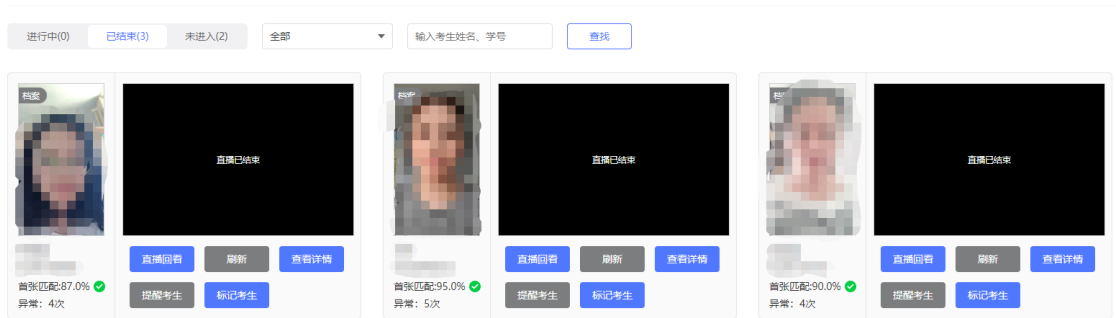 进行中(0) 已结束(3) 未进入(2) 全部 输入考生姓名、学号 查找
档案 直播已结束
直播回看 刷新 查看详情
首张匹配:87.0%
异常：4次
提醒考生 标记考生
档案 直播已结束
直播回看 刷新 查看详情
首张匹配:95.0%
异常：5次
提醒考生 标记考生
直播已结束
直播回看 刷新 查看详情
首张匹配:90.0%
异常：4次
提醒考生 标记考生